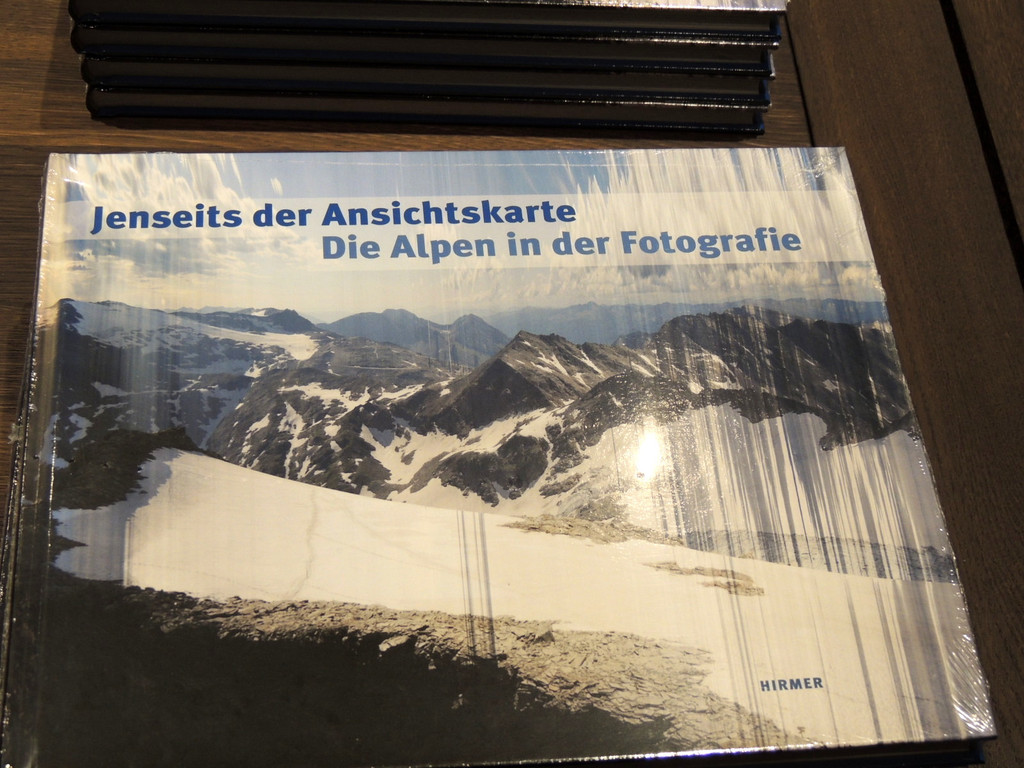 Jenseits der Ansichtskarte
Die Alpen in der Fotografie
HIRMER